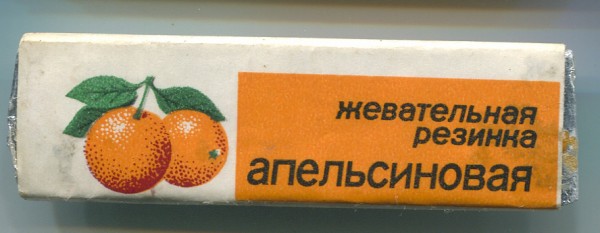 жевательная
резинка
апельсиновая